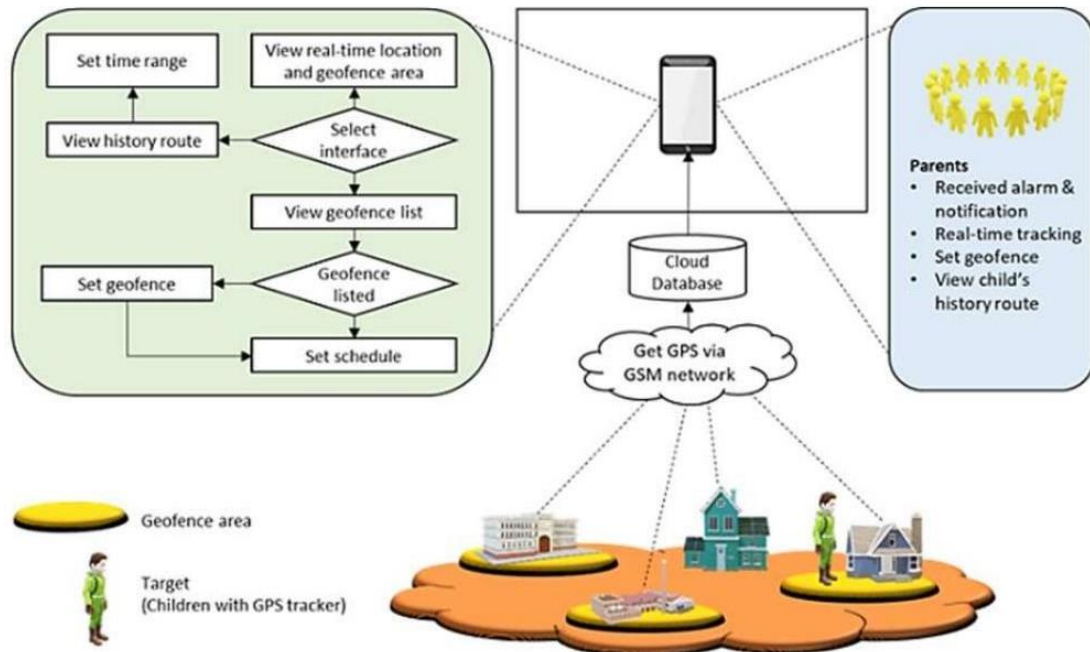 Set time range
View real-time location
and geofence area
View history route
Select
interface
View geofence list
Set geofence
Geofence
listed
Set schedule
Cloud
Database
Get GPS via
GSM network
Parents
• Received alarm &
notification
• Real-time tracking
• Set geofence
• View child's
history route
Geofence area
Target
(Children with GPS tracker)